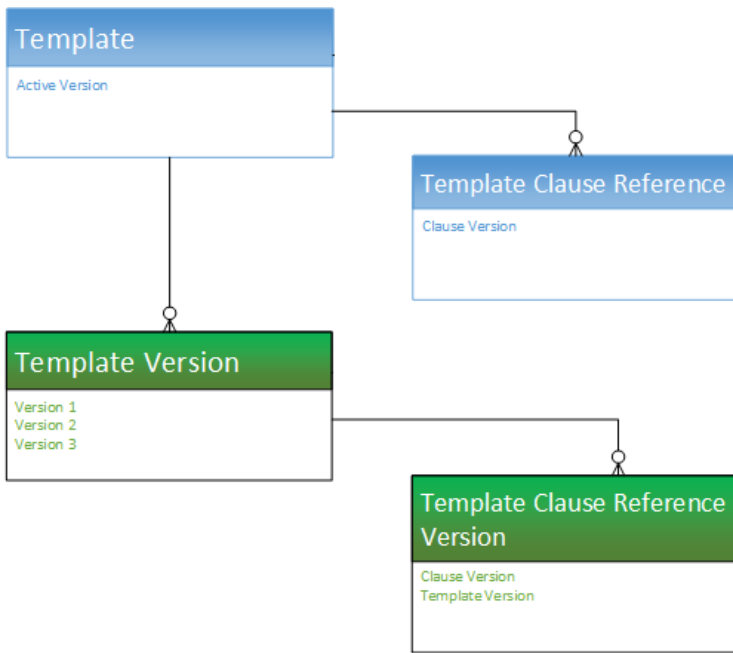 Template
Active Version
Template Clause Reference
Clause Version
Template Version
Version 1
Version 2
Version 3
Template Clause Reference
Version
Clause Version
Template Version